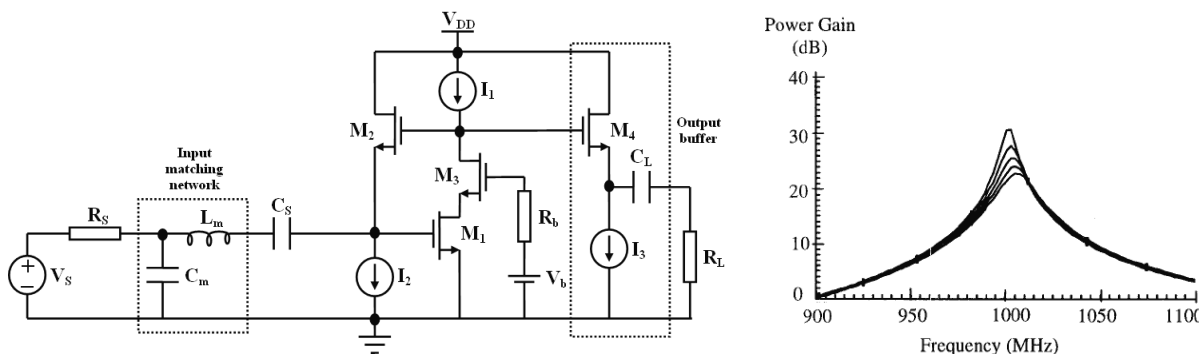 V_DD
I_1
M_2
M_4
Output
buffer
C_L
Input
matching
network
M_3
R_S
L_m
C_S
R_b
M_1
I_3
R_L
V_S
C_m
I_2
V_b
+
−
Power Gain
(dB)
40
30
20
10
0
900
950
1000
1050
1100
Frequency (MHz)